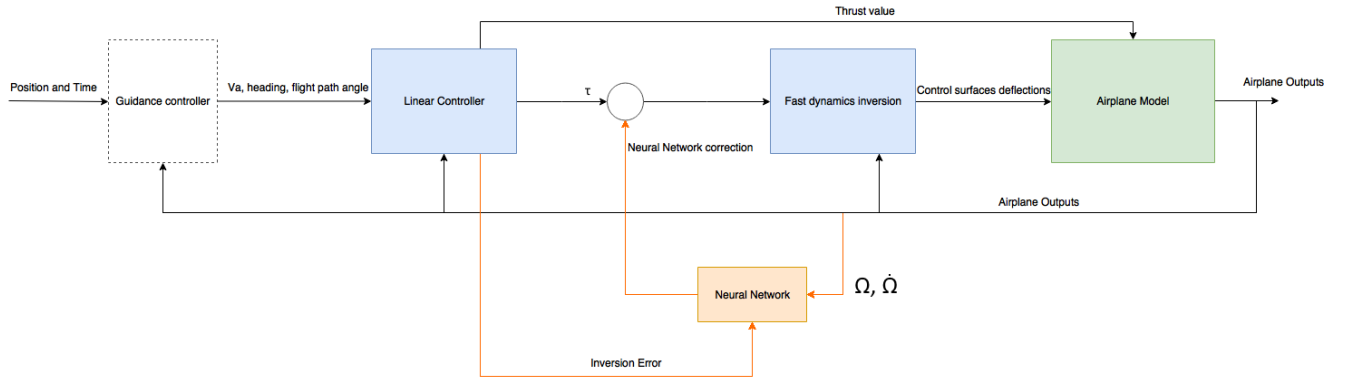 Thrust value
Position and Time
Guidance controller
Va, heading, flight path angle
Linear Controller
τ
Fast dynamics inversion
Control surfaces deflections
Airplane Model
Airplane Outputs
Neural Network correction
Airplane Outputs
Neural Network
Ω, Ω̇
Inversion Error